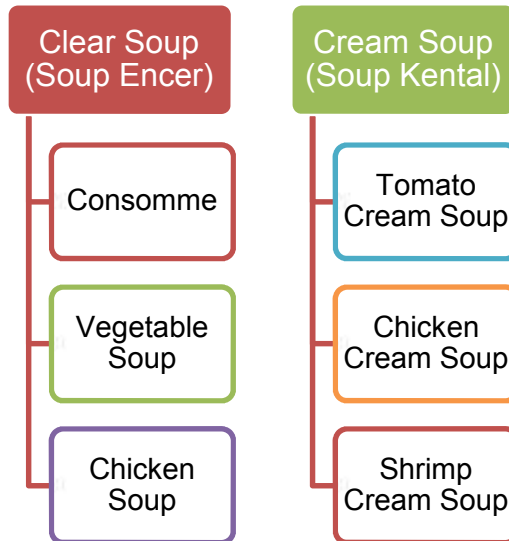 Clear Soup
(Soup Encer)
Consomme
Vegetable
Soup
Chicken
Soup
Cream Soup
(Soup Kental)
Tomato
Cream Soup
Chicken
Cream Soup
Shrimp
Cream Soup